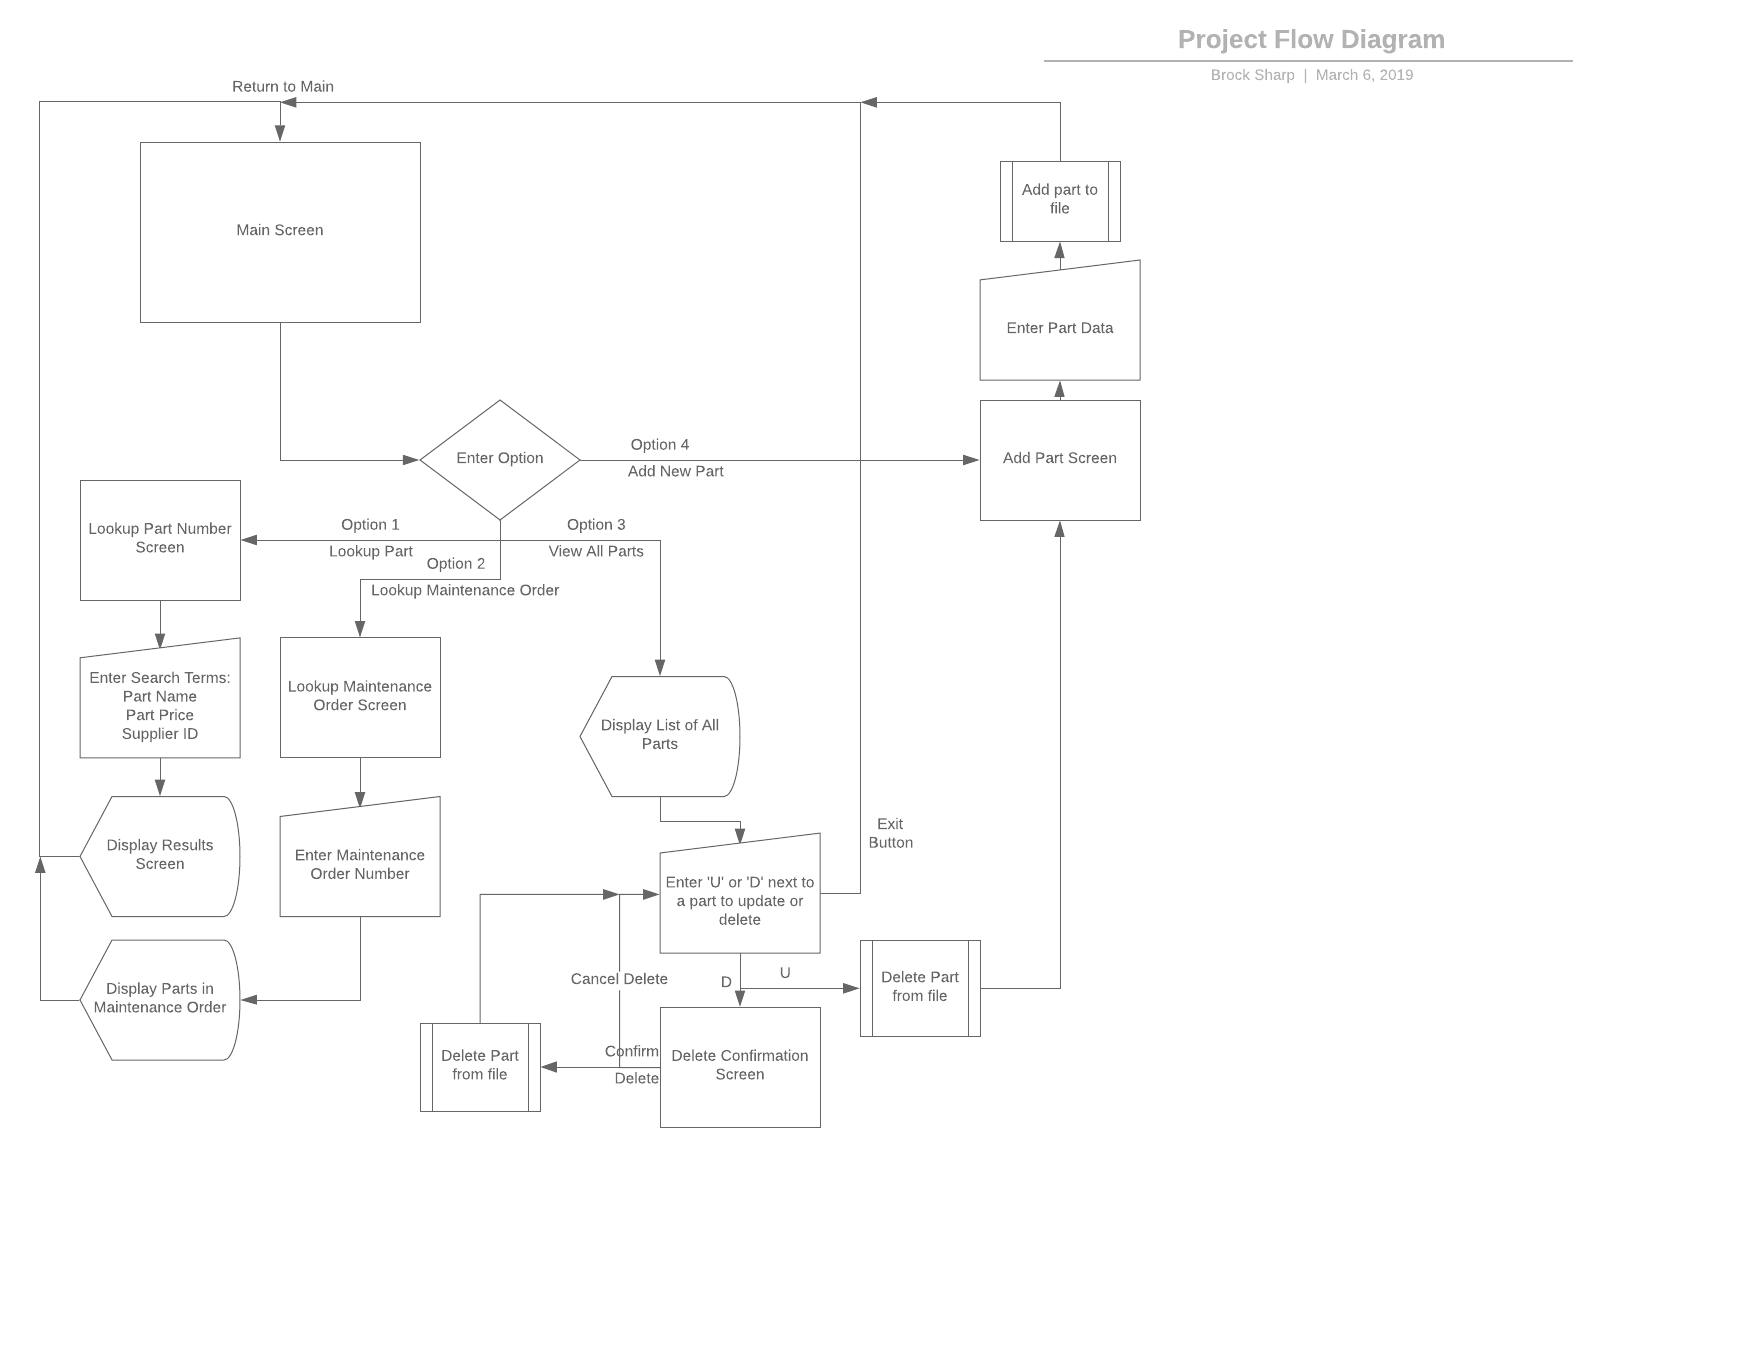 Project Flow Diagram
Brock Sharp | March 6, 2019
Return to Main
Main Screen
Add part to
file
Enter Part Data
Enter Option
Option 4
Add New Part
Add Part Screen
Lookup Part Number
Screen
Option 1
Lookup Part
Option 3
View All Parts
Option 2
Lookup Maintenance Order
Enter Search Terms:
Part Name
Part Price
Supplier ID
Lookup Maintenance
Order Screen
Display List of All
Parts
Display Results
Screen
Enter Maintenance
Order Number
Exit
Button
Enter 'U' or 'D' next to
a part to update or
delete
Display Parts in
Maintenance Order
Cancel Delete
D
U
Delete Part
from file
Delete Part
from file
Confirm
Delete
Delete Confirmation
Screen